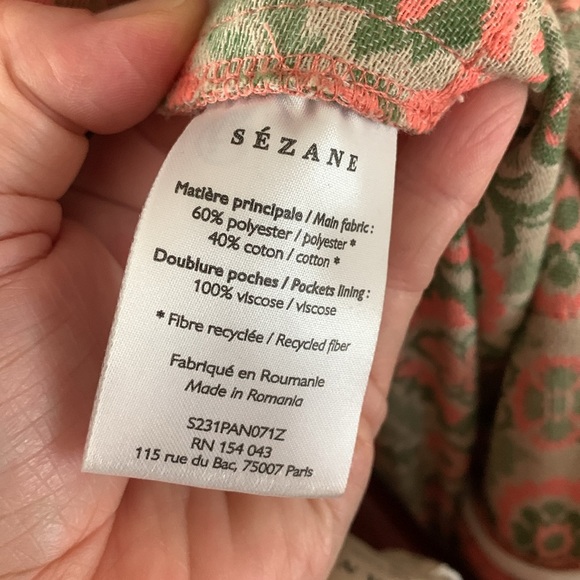 SÉZANE
Matière principale / Main fabric :
60% polyester / polyester *
40% coton / cotton *
Doublure poches / Pockets lining :
100% viscose / viscose
* Fibre recyclée / Recycled fiber
Fabriqué en Roumanie
Made in Romania
S231PAN071Z
RN 154 043
115 rue du Bac, 75007 Paris